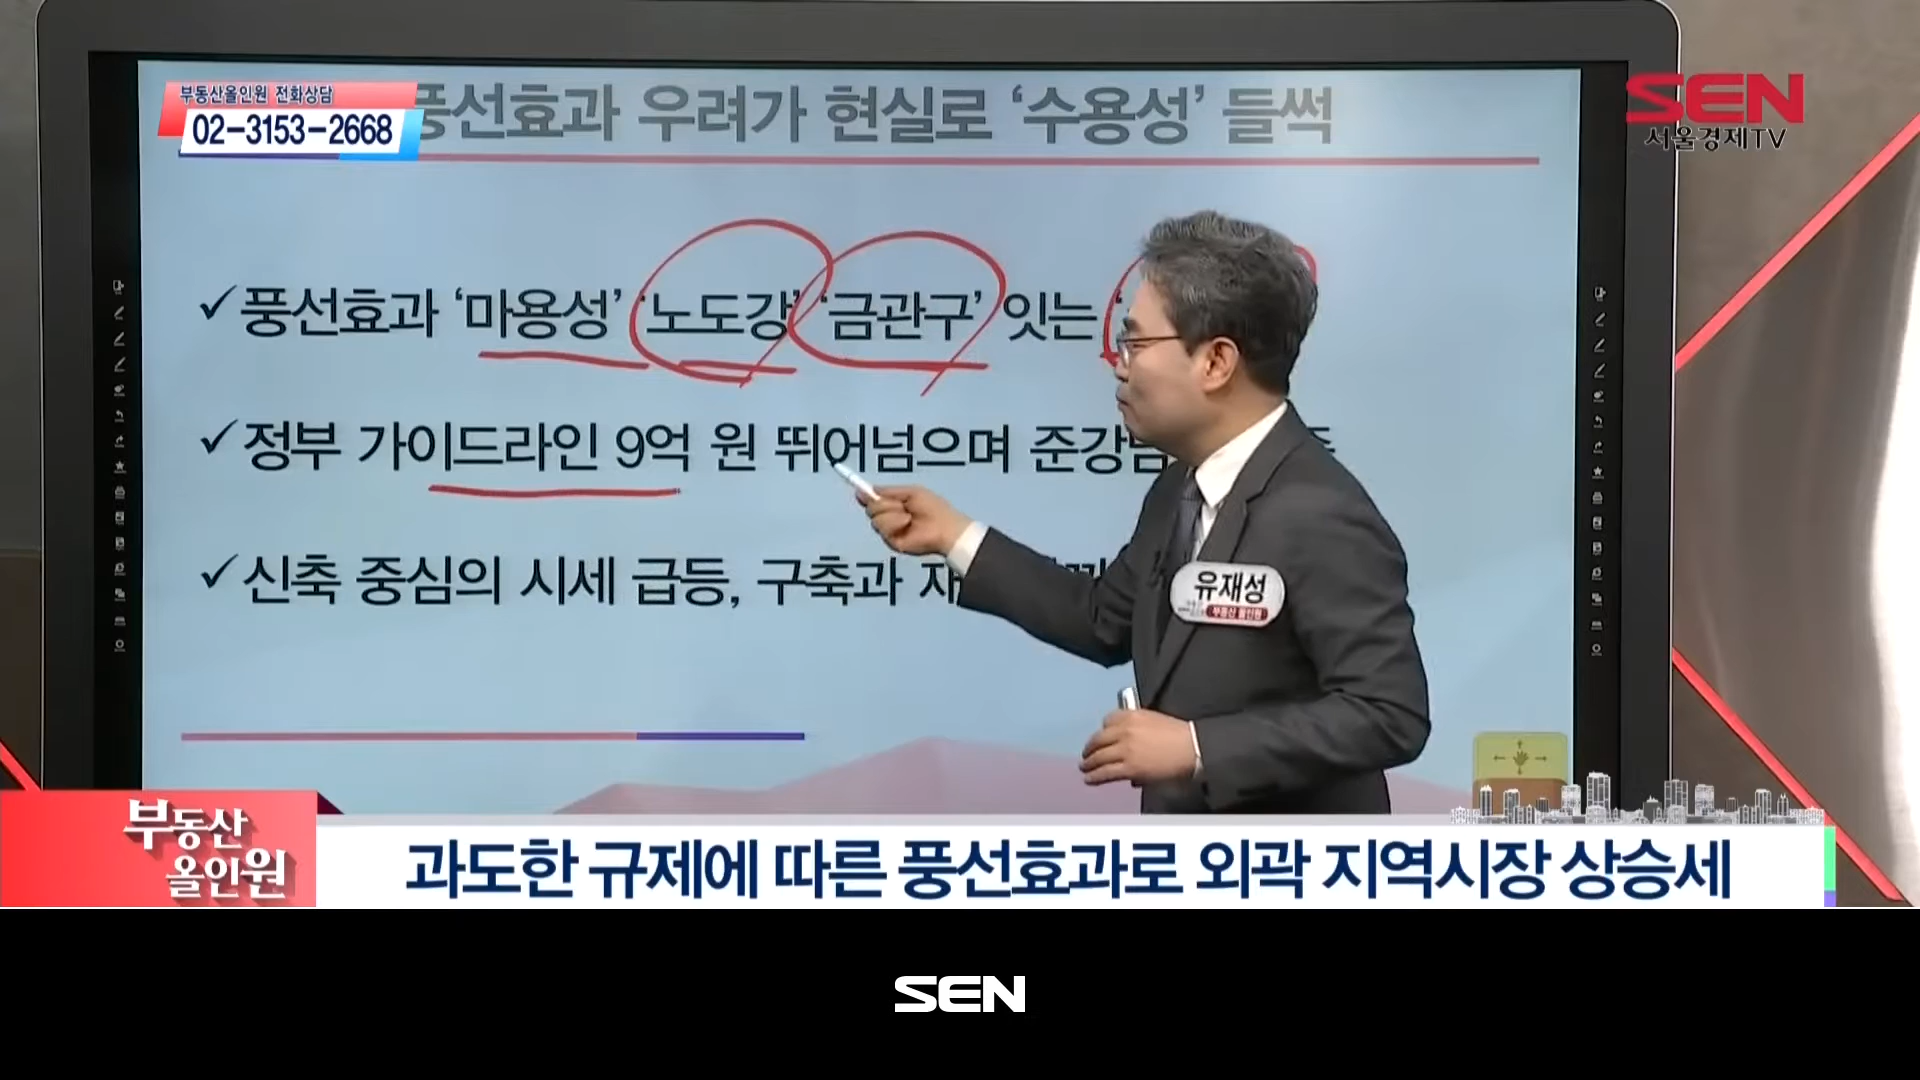 부동산올인원 전화상담
02-3153-2668
풍선효과 우려가 현실로 '수용성' 들썩
SEN
서울경제TV
✓풍선효과 '마용성' '노도강' '금관구' 잇는
✓정부 가이드라인 9억 원 뛰어넘으며 준강남
✓신축 중심의 시세 급등, 구축과
유재성
부동산 올인원
부동산
올인원
과도한 규제에 따른 풍선효과로 외곽 지역시장 상승세
SEN